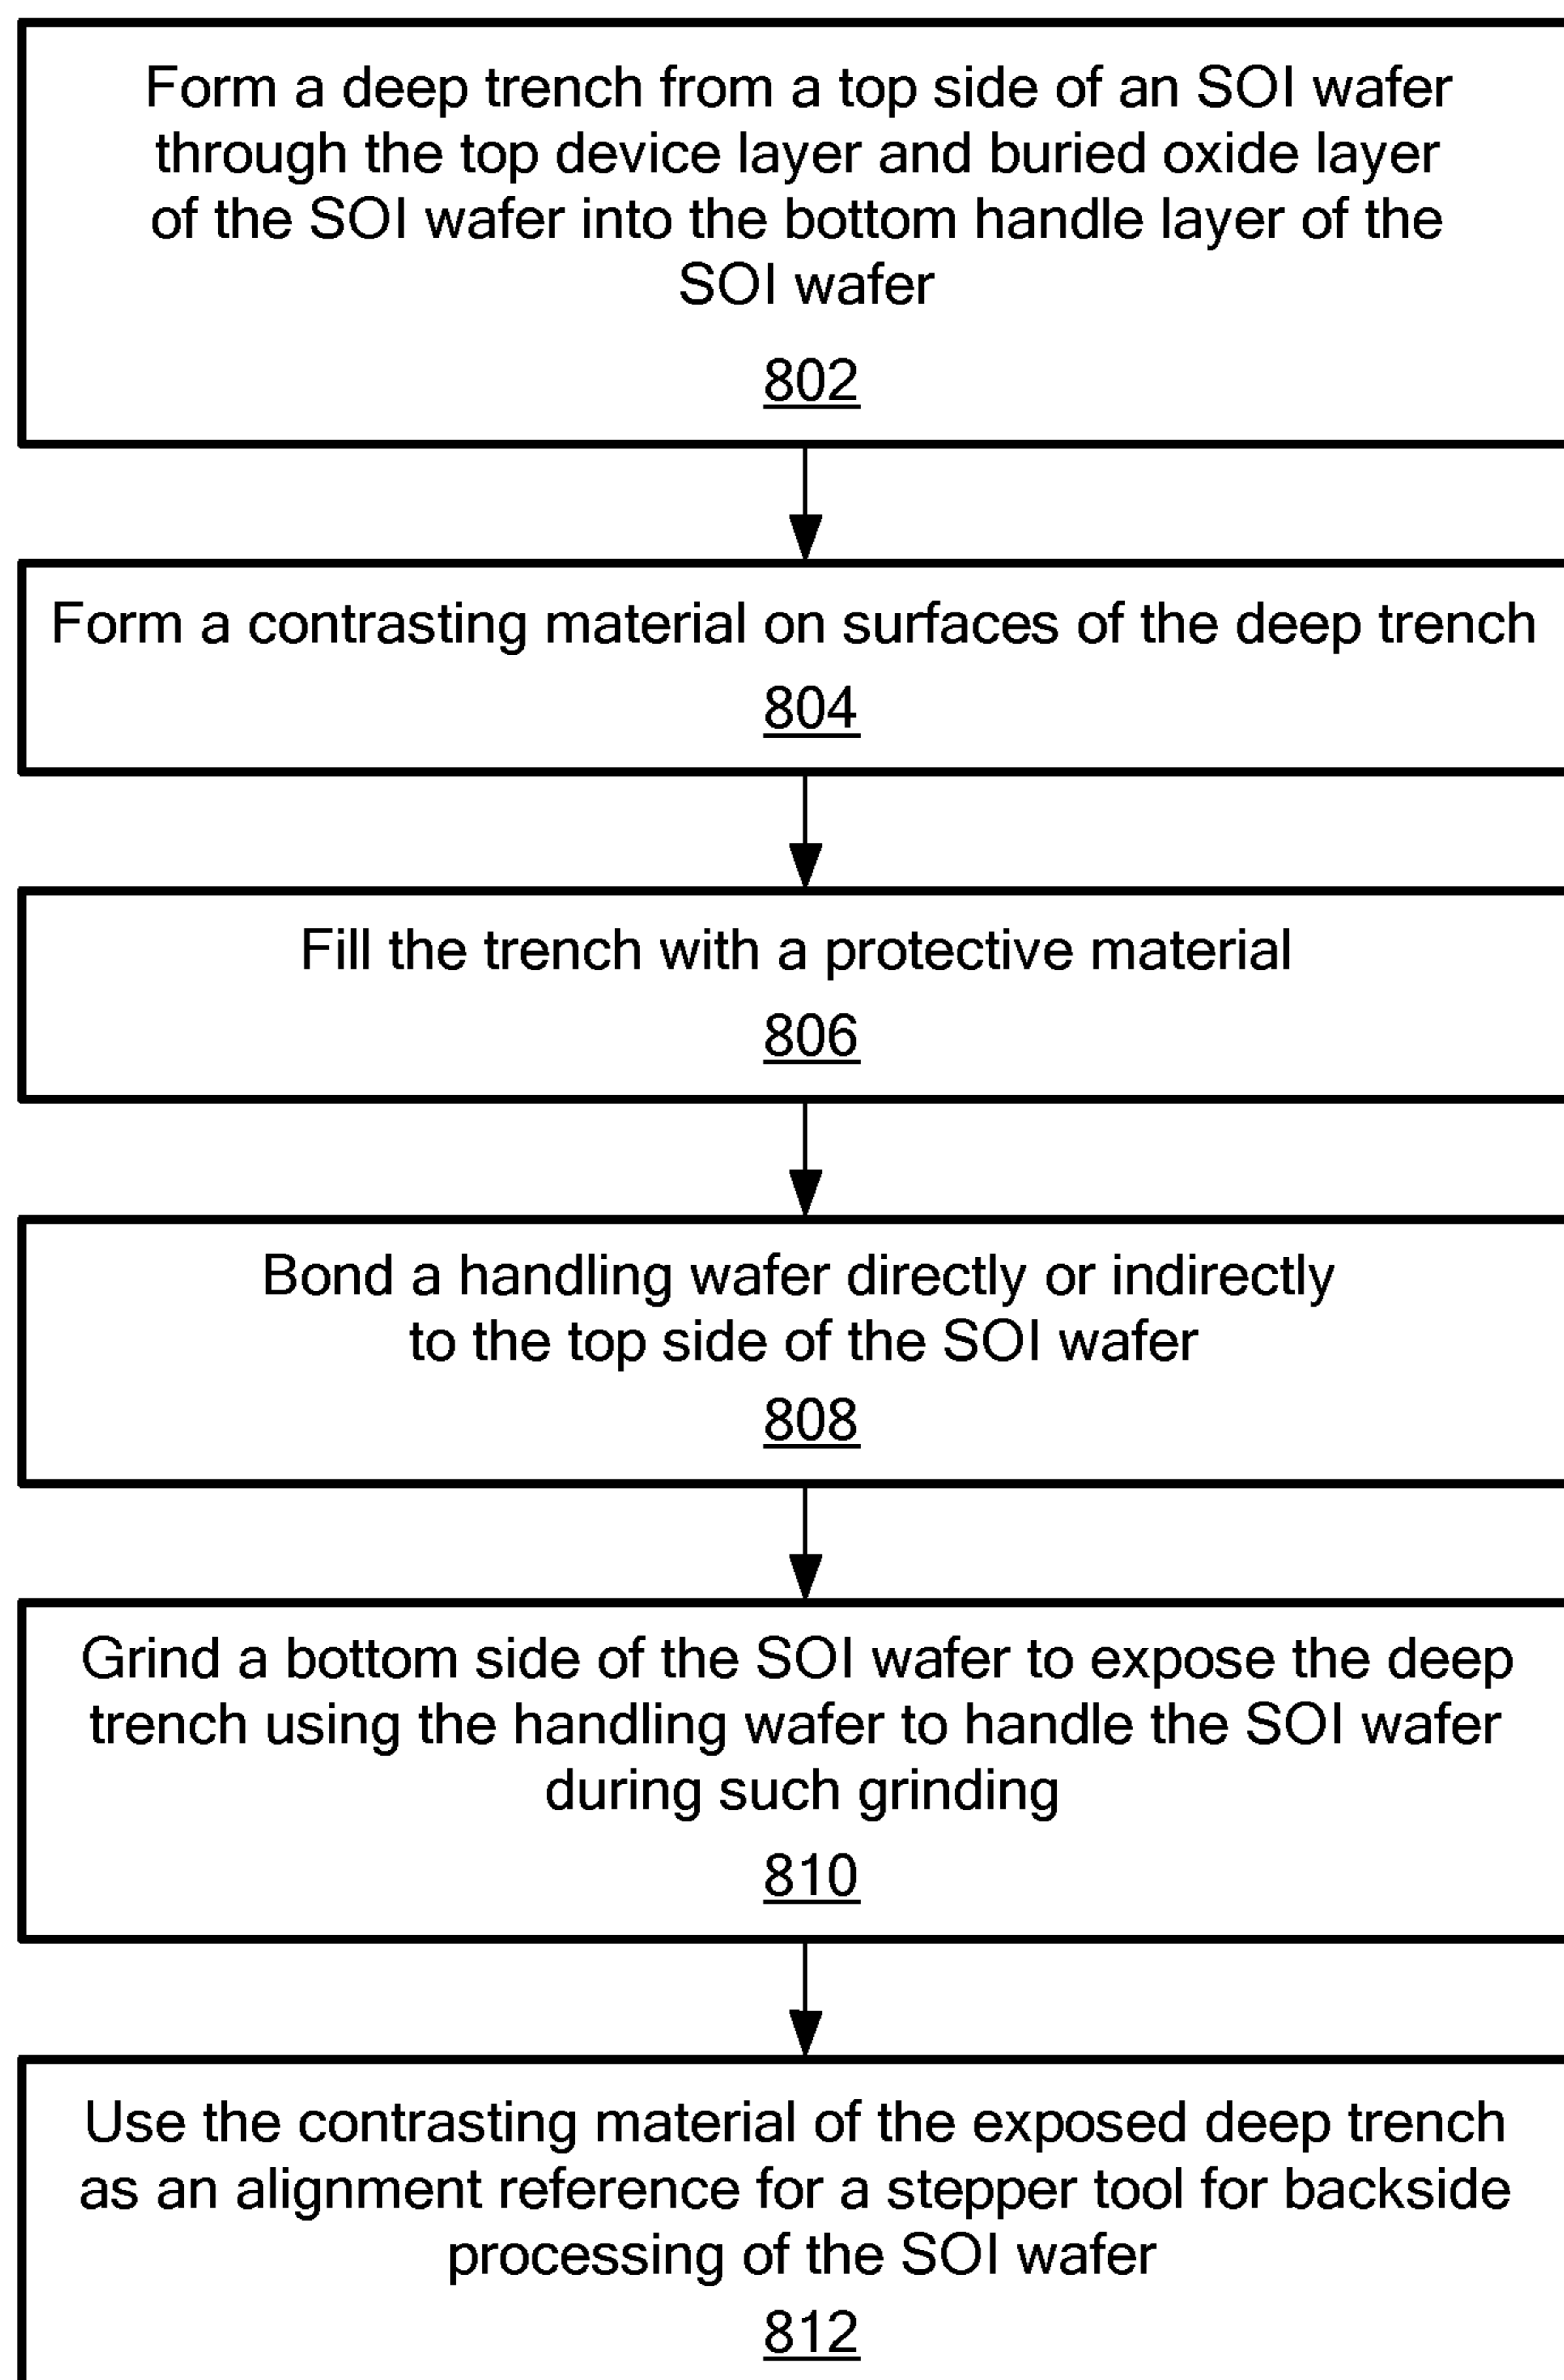 Form a deep trench from a top side of an SOI wafer
through the top device layer and buried oxide layer
of the SOI wafer into the bottom handle layer of the
SOI wafer
802
Form a contrasting material on surfaces of the deep trench
804
Fill the trench with a protective material
806
Bond a handling wafer directly or indirectly
to the top side of the SOI wafer
808
Grind a bottom side of the SOI wafer to expose the deep
trench using the handling wafer to handle the SOI wafer
during such grinding
810
Use the contrasting material of the exposed deep trench
as an alignment reference for a stepper tool for backside
processing of the SOI wafer
812